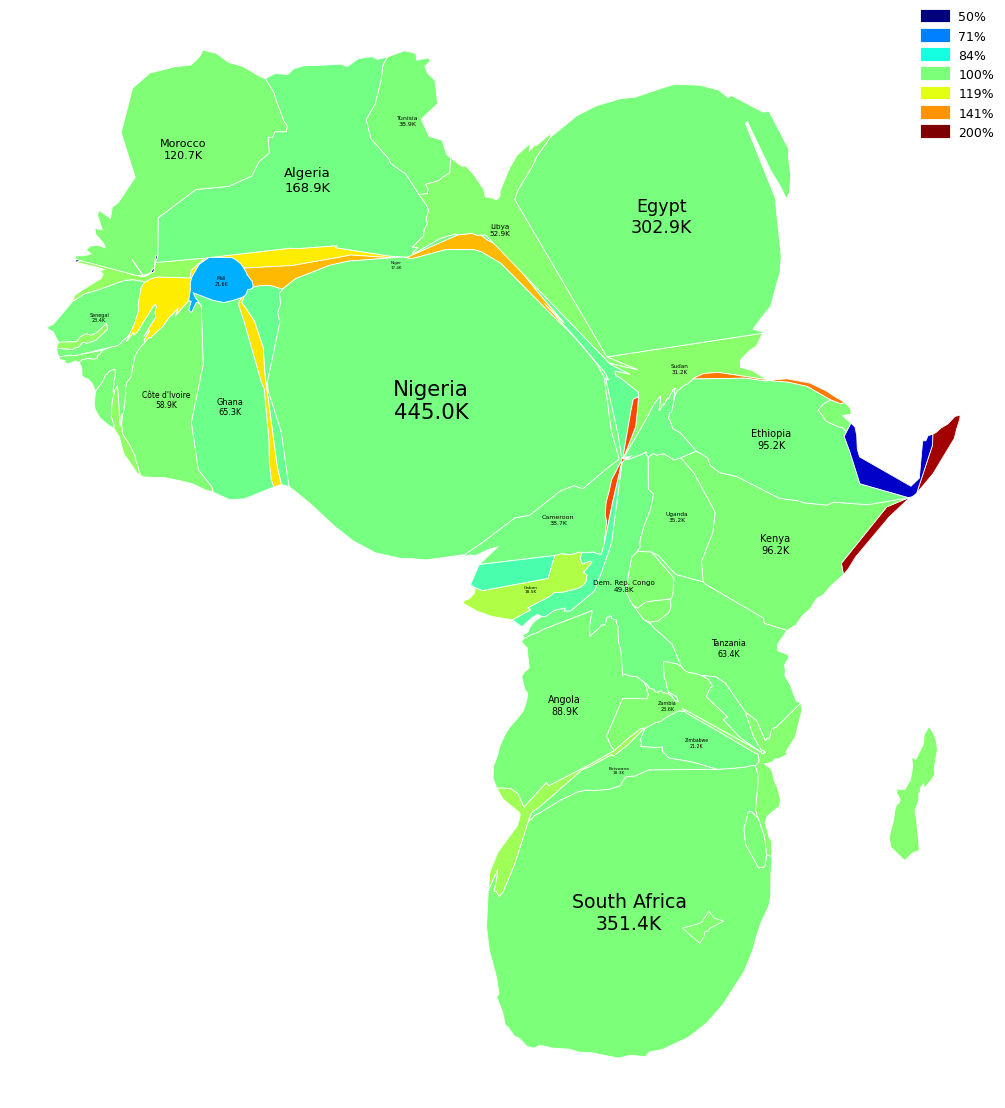 50%
71%
84%
100%
119%
141%
200%
Tunisia
38.9K
Morocco
120.7K
Algeria
168.9K
Egypt
302.9K
Libya
52.9K
Niger
17.4K
Mali
21.6K
Senegal
23.4K
Sudan
31.2K
Côte d'Ivoire
58.9K
Ghana
65.3K
Nigeria
445.0K
Ethiopia
95.2K
Cameroon
38.7K
Uganda
35.2K
Kenya
96.2K
Gabon
18.5K
Dem. Rep. Congo
49.8K
Tanzania
63.4K
Angola
88.9K
Zambia
23.6K
Zimbabwe
21.2K
Botswana
18.3K
South Africa
351.4K